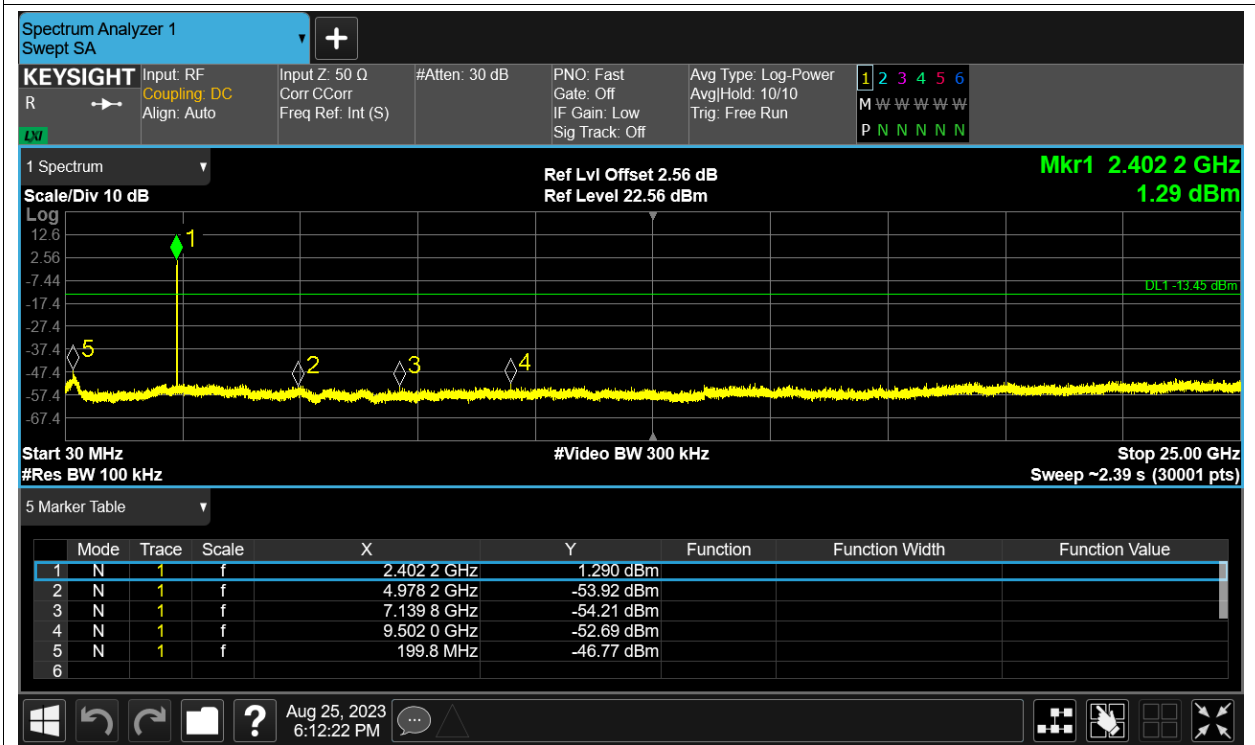 Spectrum Analyzer 1
Swept SA
KEYSIGHT Input: RF Input Z: 50 Ω #Atten: 30 dB PNO: Fast Avg Type: Log-Power 1 2 3 4 5 6
R Coupling: DC Corr CCorr Gate: Off Avg|Hold: 10/10 M W W W W W
Align: Auto Freq Ref: Int (S) IF Gain: Low Trig: Free Run
LXI Sig Track: Off P N N N N N
1 Spectrum Ref Lvl Offset 2.56 dB Mkr1 2.402 2 GHz
Scale/Div 10 dB Ref Level 22.56 dBm 1.29 dBm
Log
12.6 1
2.56
-7.44 DL1 -13.45 dBm
-17.4
-27.4
-37.4 5
-47.4 2 3 4
-57.4
-67.4
Start 30 MHz #Video BW 300 kHz Stop 25.00 GHz
#Res BW 100 kHz Sweep ~2.39 s (30001 pts)
5 Marker Table
Mode Trace Scale X Y Function Function Width Function Value
1 N 1 f 2.402 2 GHz 1.290 dBm
2 N 1 f 4.978 2 GHz -53.92 dBm
3 N 1 f 7.139 8 GHz -54.21 dBm
4 N 1 f 9.502 0 GHz -52.69 dBm
5 N 1 f 199.8 MHz -46.77 dBm
6
? Aug 25, 2023
6:12:22 PM